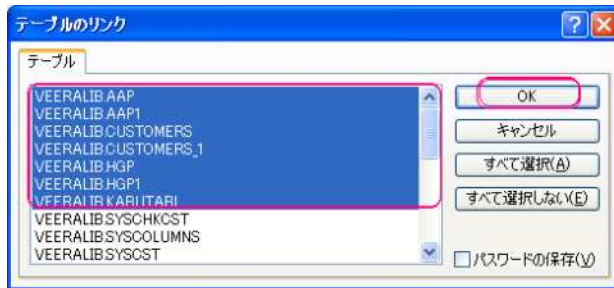 テーブルのリンク
テーブル
VEERALIB.AAP
VEERALIB.AAP1
VEERALIB.CUSTOMERS
VEERALIB.CUSTOMERS_1
VEERALIB.HGP
VEERALIB.HGP1
VEERALIB.KABUTABL
VEERALIB.SYSCHKCST
VEERALIB.SYSCOLUMNS
VEERALIB.SYSCST
OK
キャンセル
すべて選択(A)
すべて選択しない(E)
パスワードの保存(V)